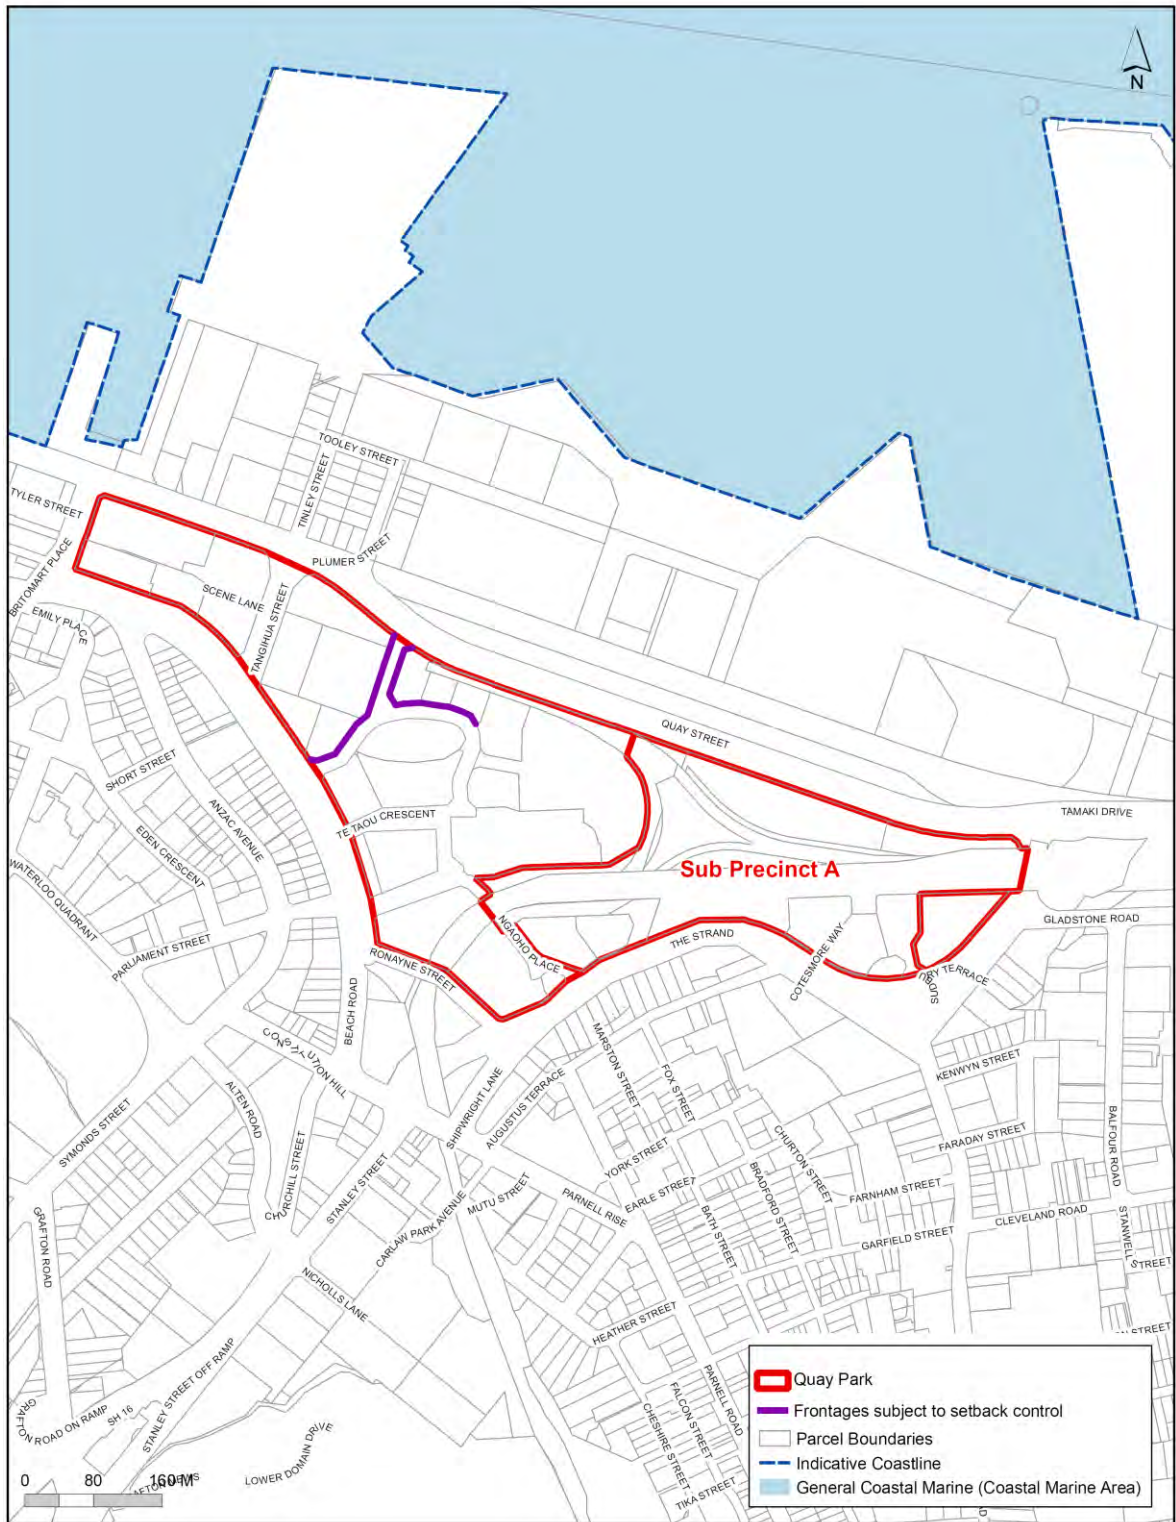 N
TOOLEY STREET
TINLEY STREET
TYLER STREET
PLUMER STREET
BRITOMART PLACE
SCENE LANE
EMILY PLACE
TANGIHUA STREET
QUAY STREET
SHORT STREET
TAMAKI DRIVE
ANZAC AVENUE
TE TAOU CRESCENT
EDEN CRESCENT
Sub Precinct A
WATERLOO QUADRANT
GLADSTONE ROAD
NGAOHO PLACE
THE STRAND
COTESMORE WAY
PARLIAMENT STREET
RONAYNE STREET
BEACH ROAD
MARSTON STREET
FOX STREET
KENWYN STREET
ALTEN ROAD
SHIPWRIGHT LANE
AUGUSTUS TERRACE
SYMONDS STREET
CHURCHILL STREET
STANLEY STREET
YORK STREET
CHURTON STREET
FARADAY STREET
BALFOUR ROAD
CARLAW PARK AVENUE
MUTU STREET
PARNELL RISE
EARLE STREET
BRADFORD STREET
BATH STREET
FARNHAM STREET
GARFIELD STREET
CLEVELAND ROAD
GRAFTON ROAD
STANWELL
STREET
NICHOLLS LANE
HEATHER STREET
STANLEY STREET OFF RAMP
PARNELL ROAD
FALCON STREET
CHESHIRE STREET
TIKA STREET
ROAD ON RAMP
SH 16
LOWER DOMAIN DRIVE
Quay Park
Frontages subject to setback control
Parcel Boundaries
Indicative Coastline
General Coastal Marine (Coastal Marine Area)
0 80 160 M